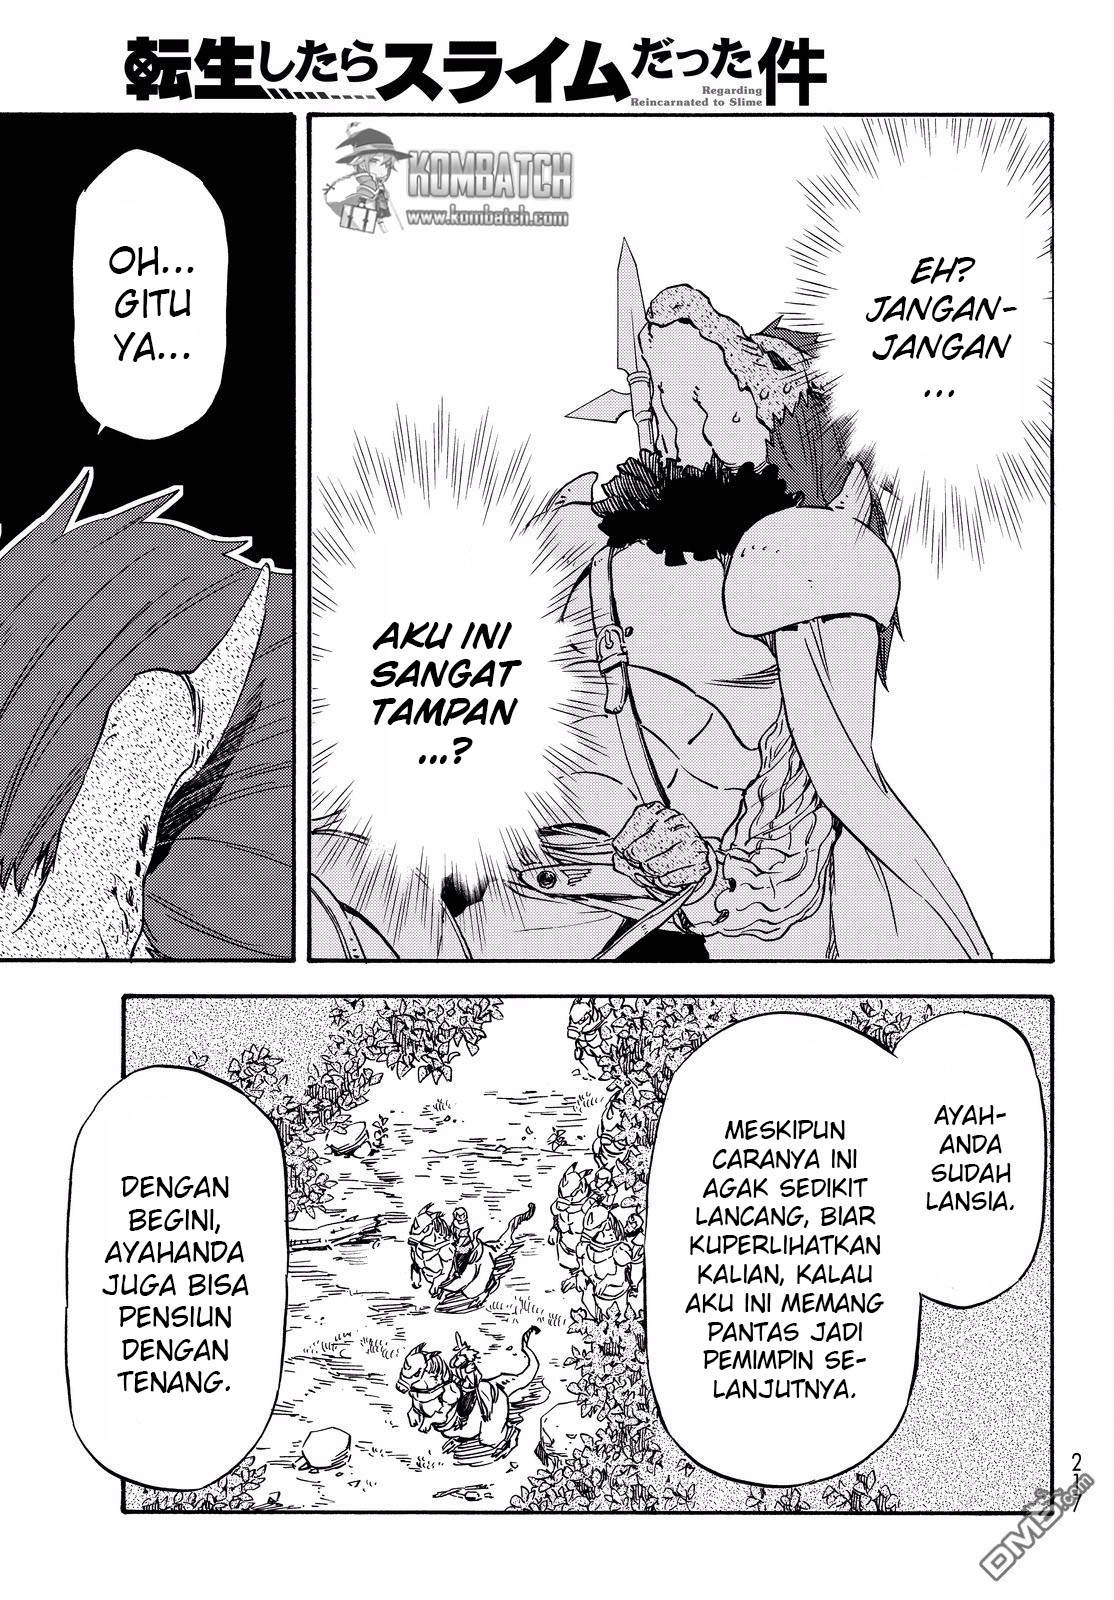 転生したらスライムだった件
Regarding
Reincarnated to Slime
KOMBATCH
www.kombatch.com
EH?
JANGAN-
JANGAN
...
AKU INI
SANGAT
TAMPAN
...?
OH...
GITU
YA...
AYAH-
ANDA
SUDAH
LANSIA.
MESKIPUN
CARANYA INI
AGAK SEDIKIT
LANCANG, BIAR
KUPERLIHATKAN
KALIAN, KALAU
AKU INI MEMANG
PANTAS JADI
PEMIMPIN SE-
LANJUTNYA.
DENGAN
BEGINI,
AYAHANDA
JUGA BISA
PENSIUN
DENGAN
TENANG.
217